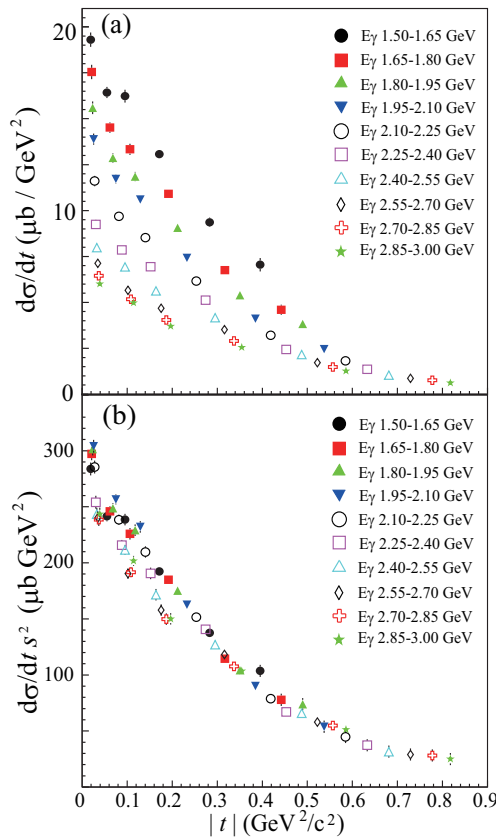 (a)
20
10
0
dσ/dt (μb / GeV²)
Eγ 1.50-1.65 GeV
Eγ 1.65-1.80 GeV
Eγ 1.80-1.95 GeV
Eγ 1.95-2.10 GeV
Eγ 2.10-2.25 GeV
Eγ 2.25-2.40 GeV
Eγ 2.40-2.55 GeV
Eγ 2.55-2.70 GeV
Eγ 2.70-2.85 GeV
Eγ 2.85-3.00 GeV
(b)
300
200
100
dσ/dt s² (μb GeV²)
Eγ 1.50-1.65 GeV
Eγ 1.65-1.80 GeV
Eγ 1.80-1.95 GeV
Eγ 1.95-2.10 GeV
Eγ 2.10-2.25 GeV
Eγ 2.25-2.40 GeV
Eγ 2.40-2.55 GeV
Eγ 2.55-2.70 GeV
Eγ 2.70-2.85 GeV
Eγ 2.85-3.00 GeV
0 0.1 0.2 0.3 0.4 0.5 0.6 0.7 0.8 0.9
| t | (GeV²/c²)